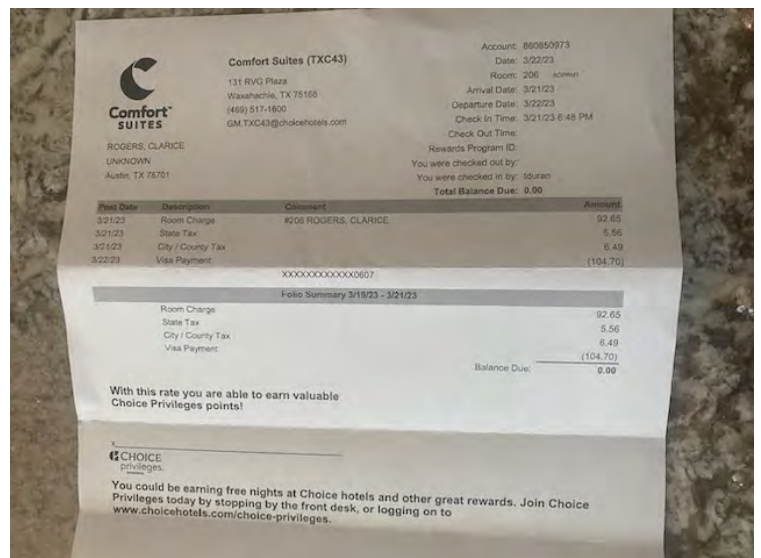 Comfort
SUITES
Comfort Suites (TXC43)
131 RVG Plaza
Waxahachie, TX 75165
(469) 517-1600
GM.TXC43@choicehotels.com
Account: 860850973
Date: 3/22/23
Room: 206
Arrival Date: 3/21/23
Departure Date: 3/22/23
Check In Time: 3/21/23 6:48 PM
Check Out Time:
Rewards Program ID:
You were checked out by:
You were checked in by: tduran
Total Balance Due: 0.00
ROGERS, CLARICE
UNKNOWN
Austin, TX 78701
Post Date Description Comment Amount
3/21/23 Room Charge #206 ROGERS, CLARICE 92.65
3/21/23 State Tax 5.56
3/21/23 City / County Tax 6.49
3/22/23 Visa Payment (104.70)
XXXXXXXXXXXX0607
Folio Summary 3/19/23 - 3/21/23
Room Charge 92.65
State Tax 5.56
City / County Tax 6.49
Visa Payment (104.70)
Balance Due: 0.00
With this rate you are able to earn valuable
Choice Privileges points!
x
CHOICE
privileges.
You could be earning free nights at Choice hotels and other great rewards. Join Choice
Privileges today by stopping by the front desk, or logging on to
www.choicehotels.com/choice-privileges.